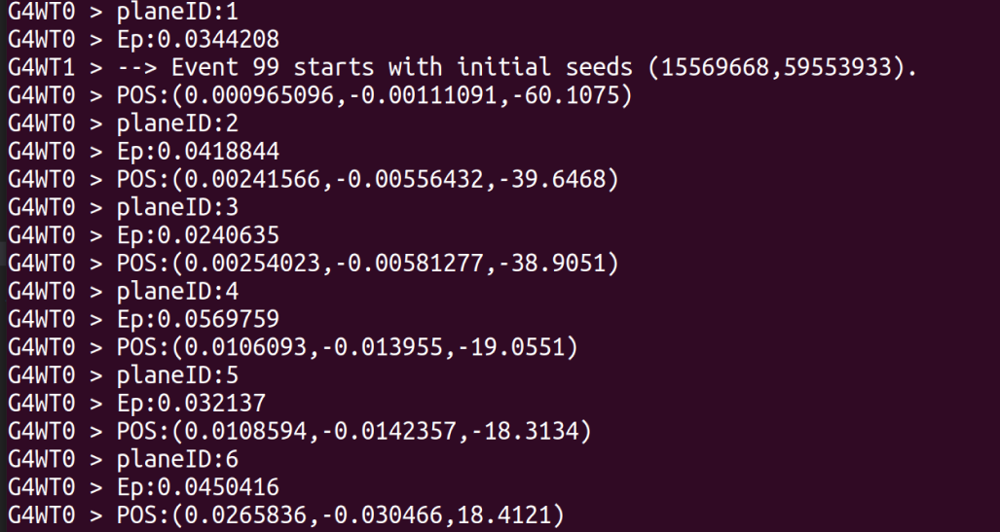 G4WT0 > planeID:1
G4WT0 > Ep:0.0344208
G4WT1 > --> Event 99 starts with initial seeds (15569668,59553933).
G4WT0 > POS:(0.000965096,-0.00111091,-60.1075)
G4WT0 > planeID:2
G4WT0 > Ep:0.0418844
G4WT0 > POS:(0.00241566,-0.00556432,-39.6468)
G4WT0 > planeID:3
G4WT0 > Ep:0.0240635
G4WT0 > POS:(0.00254023,-0.00581277,-38.9051)
G4WT0 > planeID:4
G4WT0 > Ep:0.0569759
G4WT0 > POS:(0.0106093,-0.013955,-19.0551)
G4WT0 > planeID:5
G4WT0 > Ep:0.032137
G4WT0 > POS:(0.0108594,-0.0142357,-18.3134)
G4WT0 > planeID:6
G4WT0 > Ep:0.0450416
G4WT0 > POS:(0.0265836,-0.030466,18.4121)